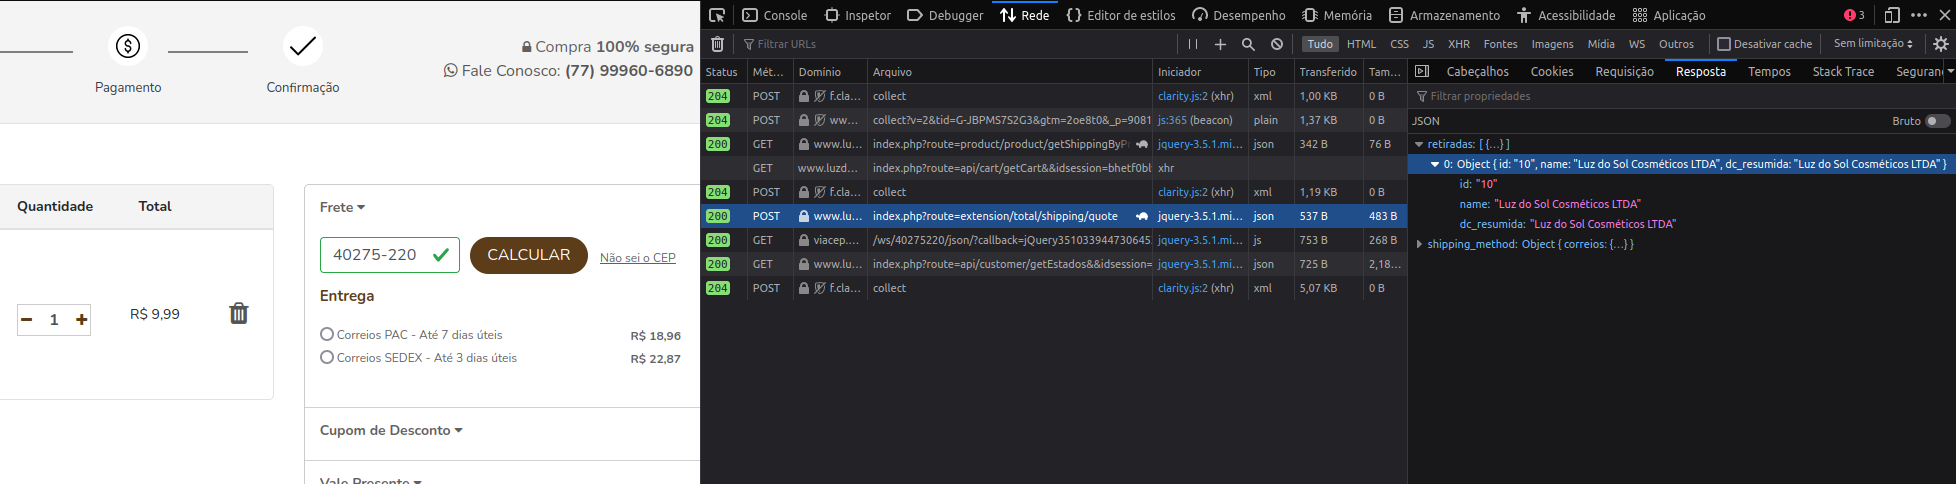 Compra 100% segura
Fale Conosco: (77) 99960-6890
Pagamento
Confirmação
Quantidade Total
1 R$ 9,99
Frete
40275-220 CALCULAR Não sei o CEP
Entrega
Correios PAC - Até 7 dias úteis R$ 18,96
Correios SEDEX - Até 3 dias úteis R$ 22,87
Cupom de Desconto
Vale Presente
Console Inspetor Debugger Rede Editor de estilos Desempenho Memória Armazenamento Acessibilidade Aplicação 3
Filtrar URLs Tudo HTML CSS JS XHR Fontes Imagens Mídia WS Outros Desativar cache Sem limitação
Status Mét... Domínio Arquivo Iniciador Tipo Transferido Tam...
204 POST f.cla... collect clarity.js:2 (xhr) xml 1,00 KB 0 B
204 POST ww... collect?v=2&tid=G-JBPMS7S2G3&gtm=2oe8t0&_p=9081 js:365 (beacon) plain 1,37 KB 0 B
200 GET www.lu... index.php?route=product/product/getShippingByP jquery-3.5.1.mi... json 342 B 76 B
GET www.luzd... index.php?route=api/cart/getCart&&idsession=bhetf0bl xhr
204 POST f.cla... collect clarity.js:2 (xhr) xml 1,19 KB 0 B
200 POST www.lu... index.php?route=extension/total/shipping/quote jquery-3.5.1.mi... json 537 B 483 B
200 GET viacep.... /ws/40275220/json/?callback=jQuery351033944730645 jquery-3.5.1.mi... js 753 B 268 B
200 GET www.lu... index.php?route=api/customer/getEstados&&idsession= jquery-3.5.1.mi... json 725 B 2,18...
204 POST f.cla... collect clarity.js:2 (xhr) xml 5,07 KB 0 B
Cabeçalhos Cookies Requisição Resposta Tempos Stack Trace Seguran
Filtrar propriedades
JSON Bruto
retiradas: [ {…} ]
0: Object { id: "10", name: "Luz do Sol Cosméticos LTDA", dc_resumida: "Luz do Sol Cosméticos LTDA" }
id: "10"
name: "Luz do Sol Cosméticos LTDA"
dc_resumida: "Luz do Sol Cosméticos LTDA"
shipping_method: Object { correios: {…} }